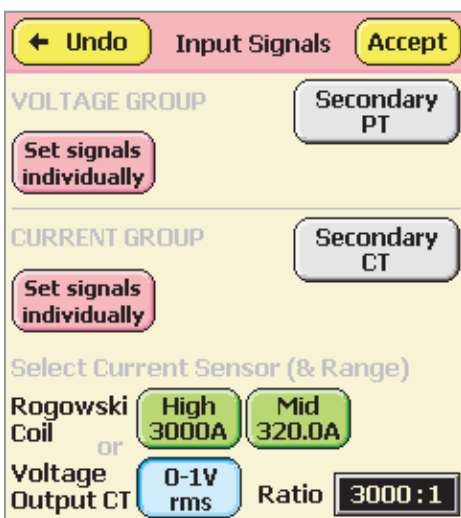 ← Undo Input Signals Accept
VOLTAGE GROUP
Secondary
PT
Set signals
individually
CURRENT GROUP
Secondary
CT
Set signals
individually
Select Current Sensor (& Range)
Rogowski
Coil
High
3000A
Mid
320.0A
or
Voltage
Output CT
0-1V
rms
Ratio 3000:1